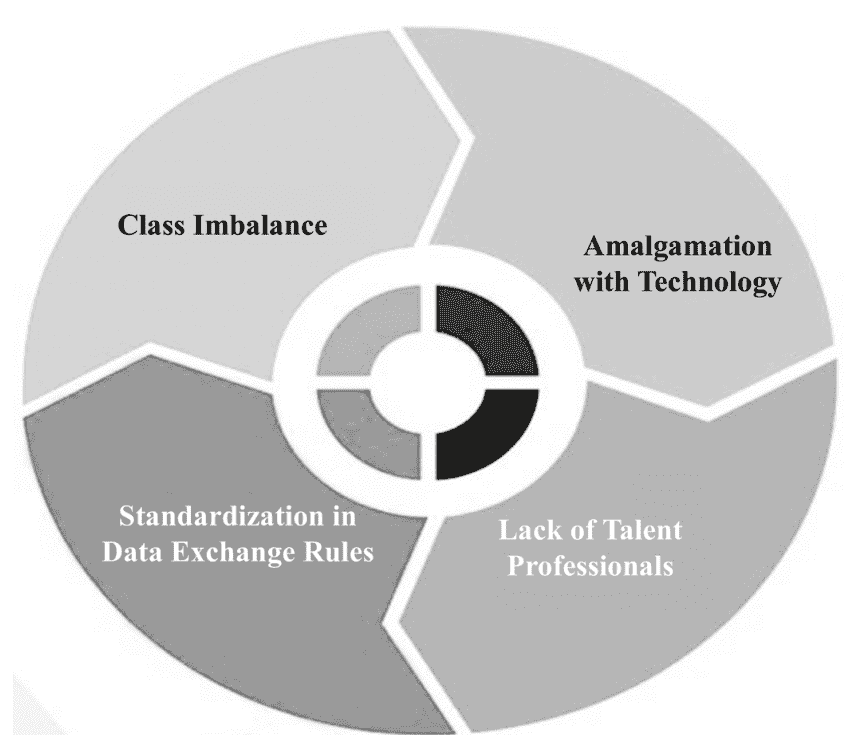 Class Imbalance
Amalgamation
with Technology
Standardization in
Data Exchange Rules
Lack of Talent
Professionals